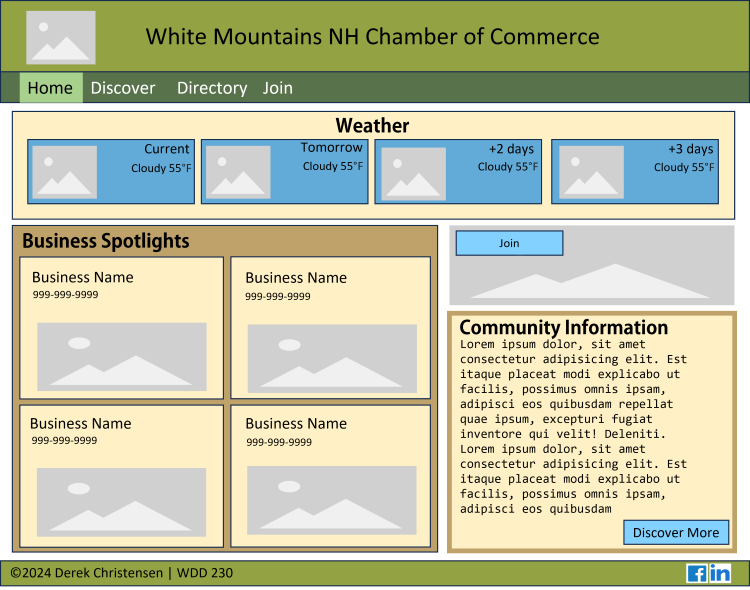 White Mountains NH Chamber of Commerce
Home Discover Directory Join
Weather
Current
Cloudy 55°F
Tomorrow
Cloudy 55°F
+2 days
Cloudy 55°F
+3 days
Cloudy 55°F
Business Spotlights
Business Name
999-999-9999
Business Name
999-999-9999
Business Name
999-999-9999
Business Name
999-999-9999
Join
Community Information
Lorem ipsum dolor, sit amet
consectetur adipisicing elit. Est
itaque placeat modi explicabo ut
facilis, possimus omnis ipsam,
adipisci eos quibusdam repellat
quae ipsum, excepturi fugiat
inventore qui velit! Deleniti.
Lorem ipsum dolor, sit amet
consectetur adipisicing elit. Est
itaque placeat modi explicabo ut
facilis, possimus omnis ipsam,
adipisci eos quibusdam
Discover More
©2024 Derek Christensen | WDD 230
f in